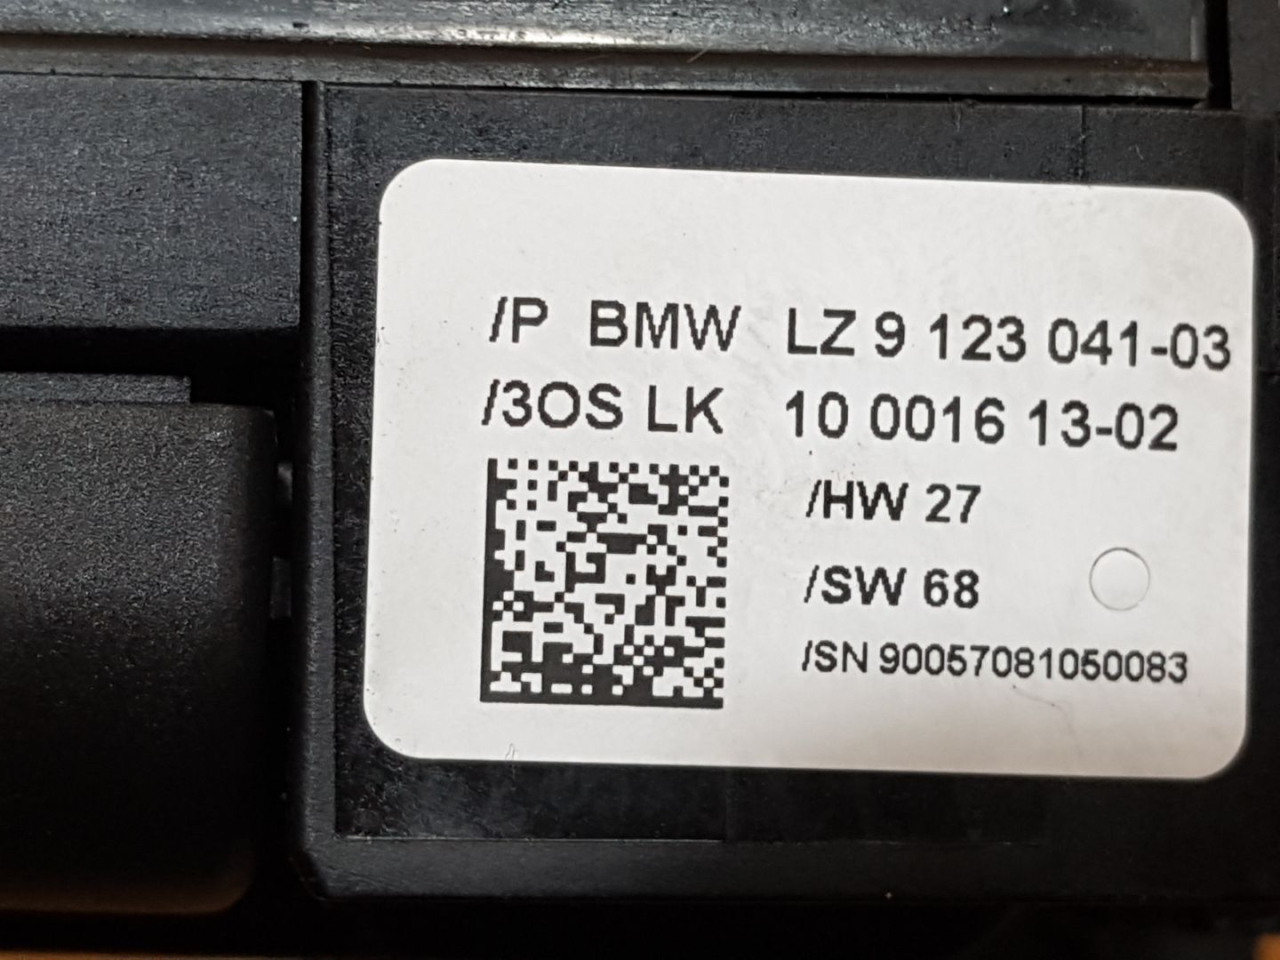 /P BMW LZ 9 123 041-03
/3OS LK 10 0016 13-02
/HW 27
/SW 68
/SN 90057081050083